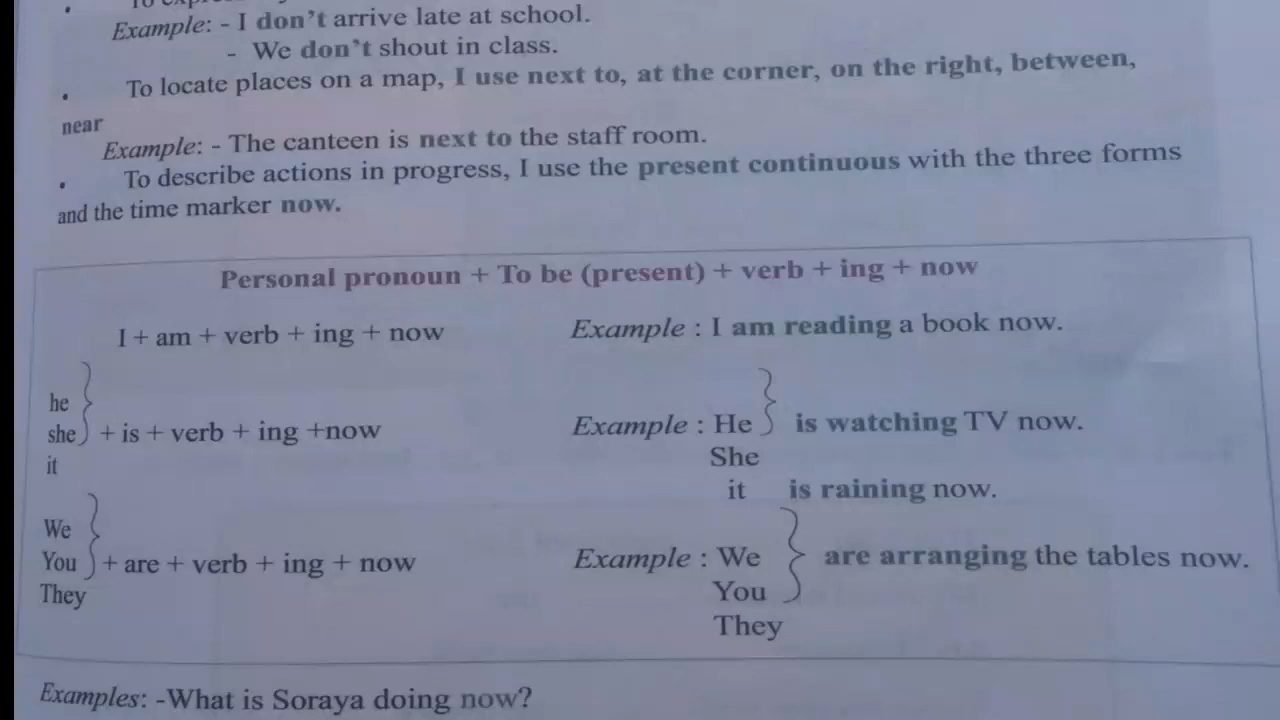 Example: - I don't arrive late at school.
- We don't shout in class.
• To locate places on a map, I use next to, at the corner, on the right, between,
near
Example: - The canteen is next to the staff room.
• To describe actions in progress, I use the present continuous with the three forms
and the time marker now.
Personal pronoun + To be (present) + verb + ing + now
I + am + verb + ing + now Example : I am reading a book now.
he
she + is + verb + ing +now Example : He is watching TV now.
it She
it is raining now.
We
You + are + verb + ing + now Example : We are arranging the tables now.
They You
They
Examples: -What is Soraya doing now?